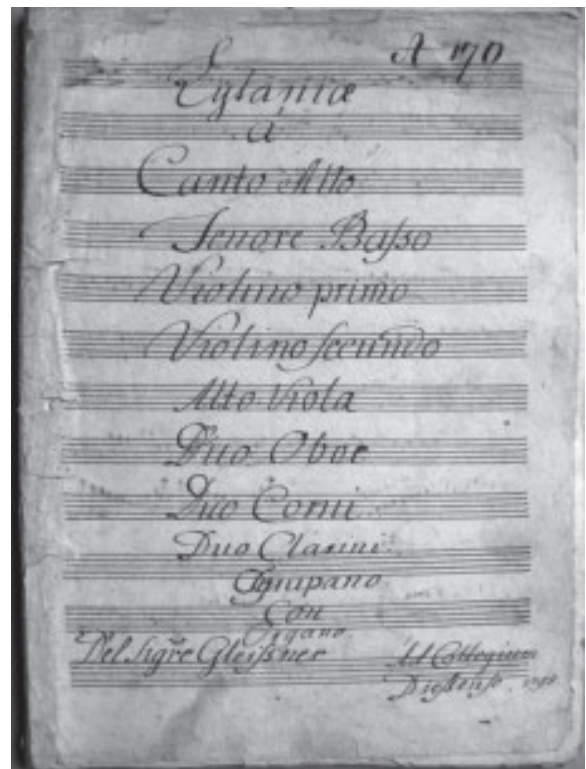 A 170
Lytaniæ
à
Canto Alto
Tenore Baſso
Violino primo
Violino ſecundo
Alto Viola
Duo Oboe
Duo Corni
Duo Clarini
Tympano
Con
Organo
Del Sigre Gleiſsner
Ad Collegium
Dieſsense